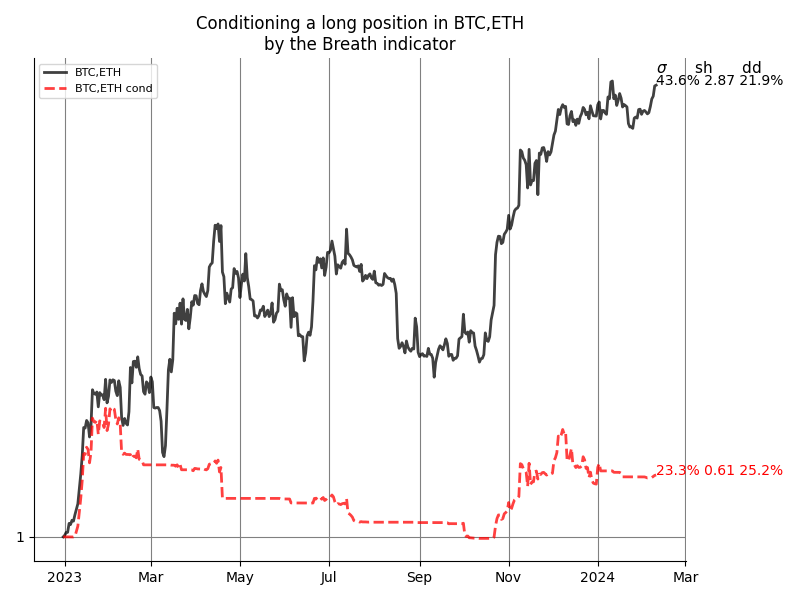 Conditioning a long position in BTC,ETH
by the Breath indicator
BTC,ETH
BTC,ETH cond
σ sh dd
43.6% 2.87 21.9%
23.3% 0.61 25.2%
1
2023 Mar May Jul Sep Nov 2024 Mar